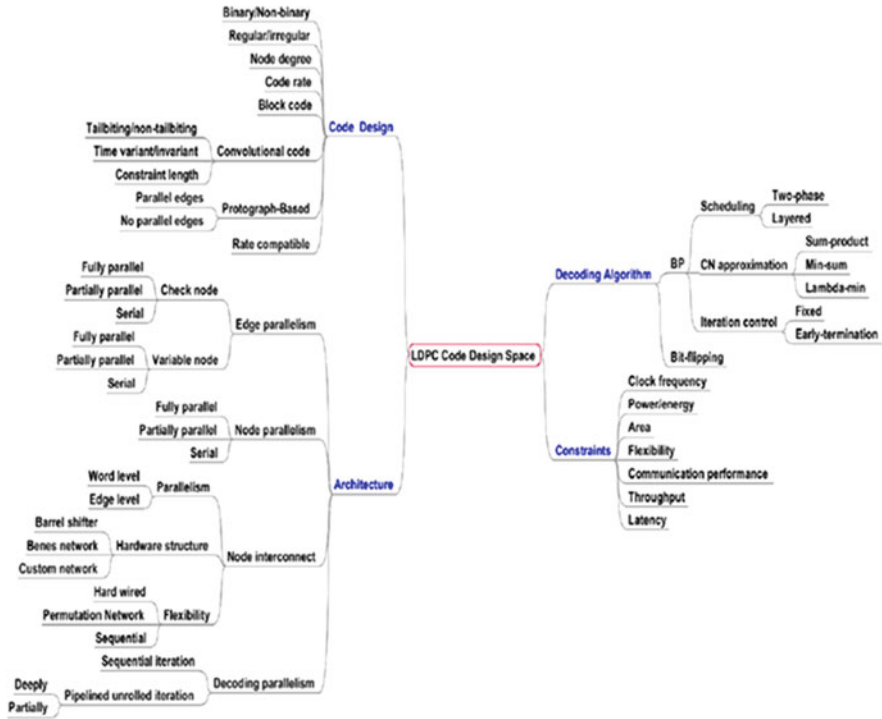 Binary/Non-binary
Regular/irregular
Node degree
Code rate
Block code
Code Design
Tailbiting/non-tailbiting
Time variant/invariant
Convolutional code
Constraint length
Parallel edges
Protograph-Based
No parallel edges
Rate compatible
Fully parallel
Partially parallel
Check node
Serial
Edge parallelism
Fully parallel
Partially parallel
Variable node
Serial
Fully parallel
Partially parallel
Node parallelism
Serial
Architecture
Word level
Parallelism
Edge level
Barrel shifter
Benes network
Hardware structure
Custom network
Node interconnect
Hard wired
Permutation Network
Flexibility
Sequential
Sequential iteration
Decoding parallelism
Deeply
Pipelined unrolled iteration
Partially
LDPC Code Design Space
Decoding Algorithm
BP
Scheduling
Two-phase
Layered
CN approximation
Sum-product
Min-sum
Lambda-min
Iteration control
Fixed
Early-termination
Bit-flipping
Constraints
Clock frequency
Power/energy
Area
Flexibility
Communication performance
Throughput
Latency